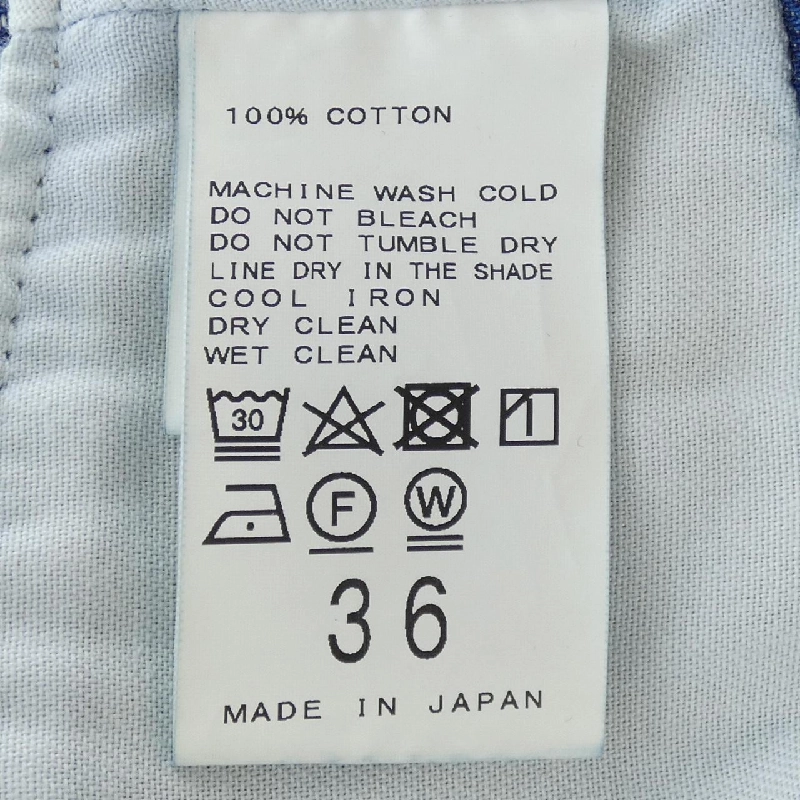 100% COTTON
MACHINE WASH COLD
DO NOT BLEACH
DO NOT TUMBLE DRY
LINE DRY IN THE SHADE
COOL IRON
DRY CLEAN
WET CLEAN
30
F W
36
MADE IN JAPAN